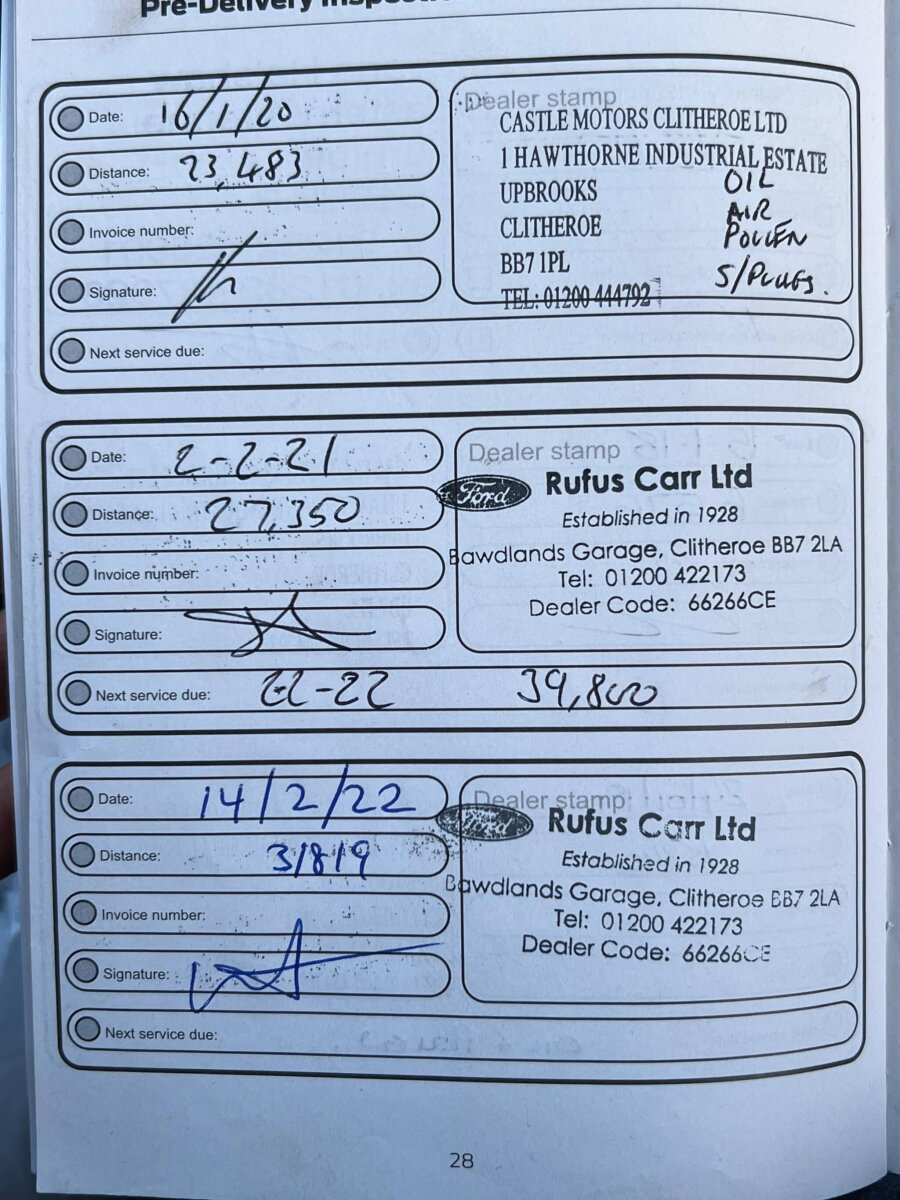 Pre-Delivery Inspecti
Date: 16/1/20
Distance: 23,483
Invoice number:
Signature:
Next service due:
Dealer stamp
CASTLE MOTORS CLITHEROE LTD
1 HAWTHORNE INDUSTRIAL ESTATE
UPBROOKS
CLITHEROE
BB7 1PL
TEL: 01200 444792
OIL
AIR
POLLEN
S/PLUGS.
Date: 2-2-21
Distance: 27,350
Invoice number:
Signature:
Next service due: 2-2-22 39,800
Dealer stamp
Ford Rufus Carr Ltd
Established in 1928
Bawdlands Garage, Clitheroe BB7 2LA
Tel: 01200 422173
Dealer Code: 66266CE
Date: 14/2/22
Distance: 31819
Invoice number:
Signature:
Next service due:
Dealer stamp
Ford Rufus Carr Ltd
Established in 1928
Bawdlands Garage, Clitheroe BB7 2LA
Tel: 01200 422173
Dealer Code: 66266CE
28